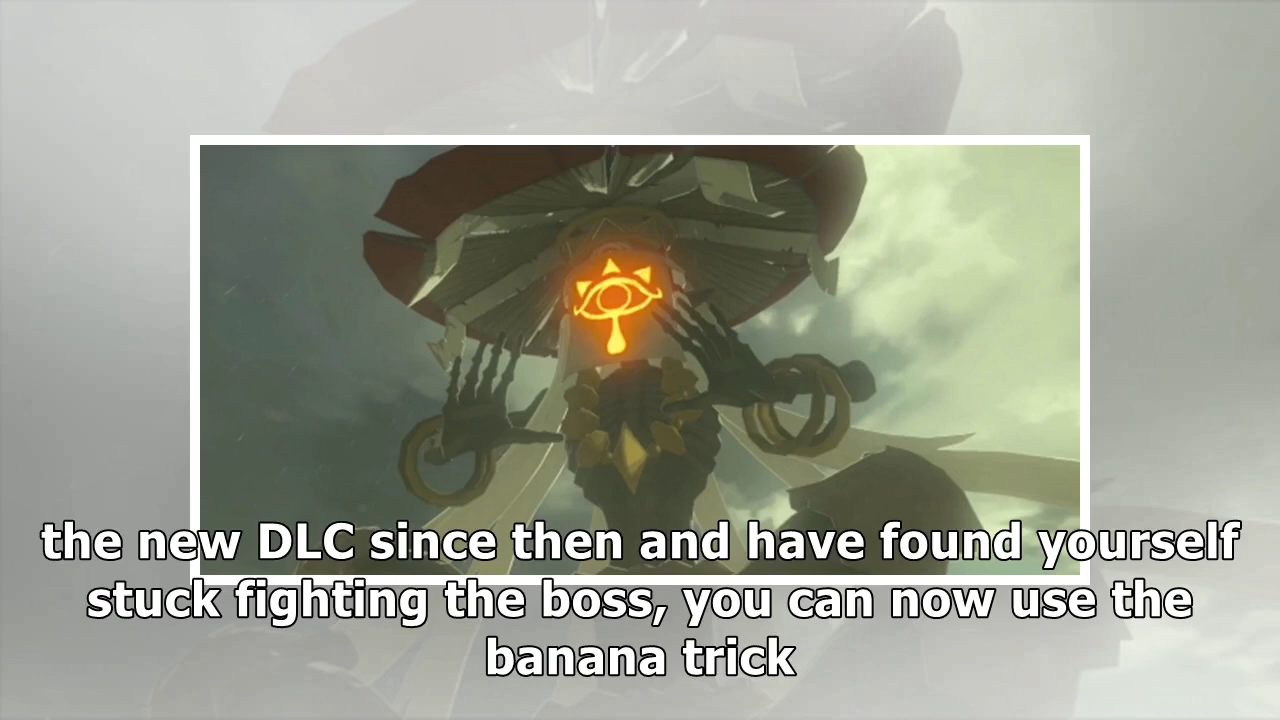 the new DLC since then and have found yourself
stuck fighting the boss, you can now use the
banana trick